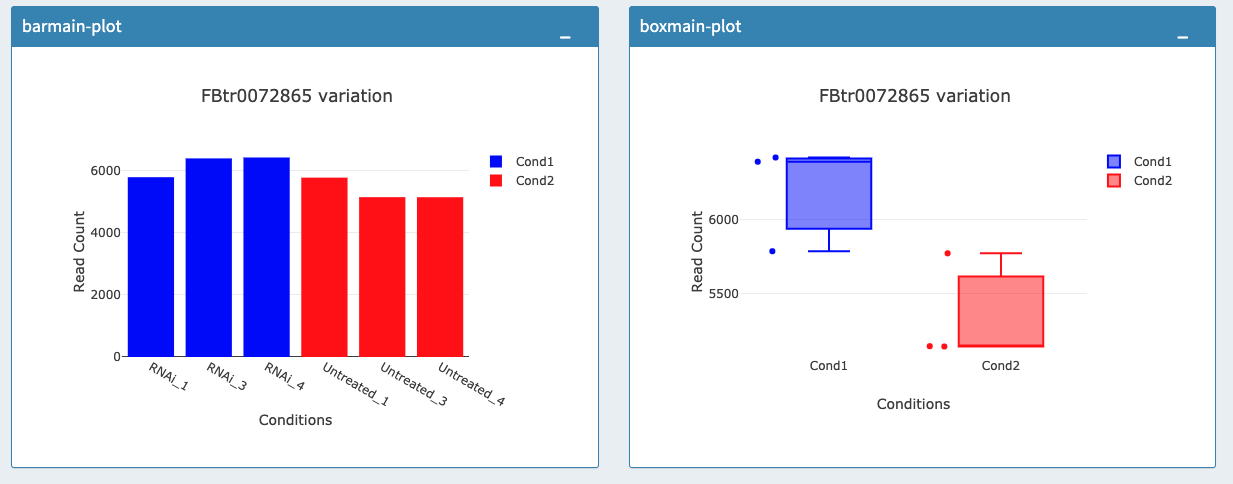 barmain-plot
FBtr0072865 variation
Cond1
Cond2
6000
4000
2000
0
Read Count
RNAi_1
RNAi_3
RNAi_4
Untreated_1
Untreated_3
Untreated_4
Conditions
boxmain-plot
FBtr0072865 variation
Cond1
Cond2
6000
5500
Read Count
Cond1
Cond2
Conditions